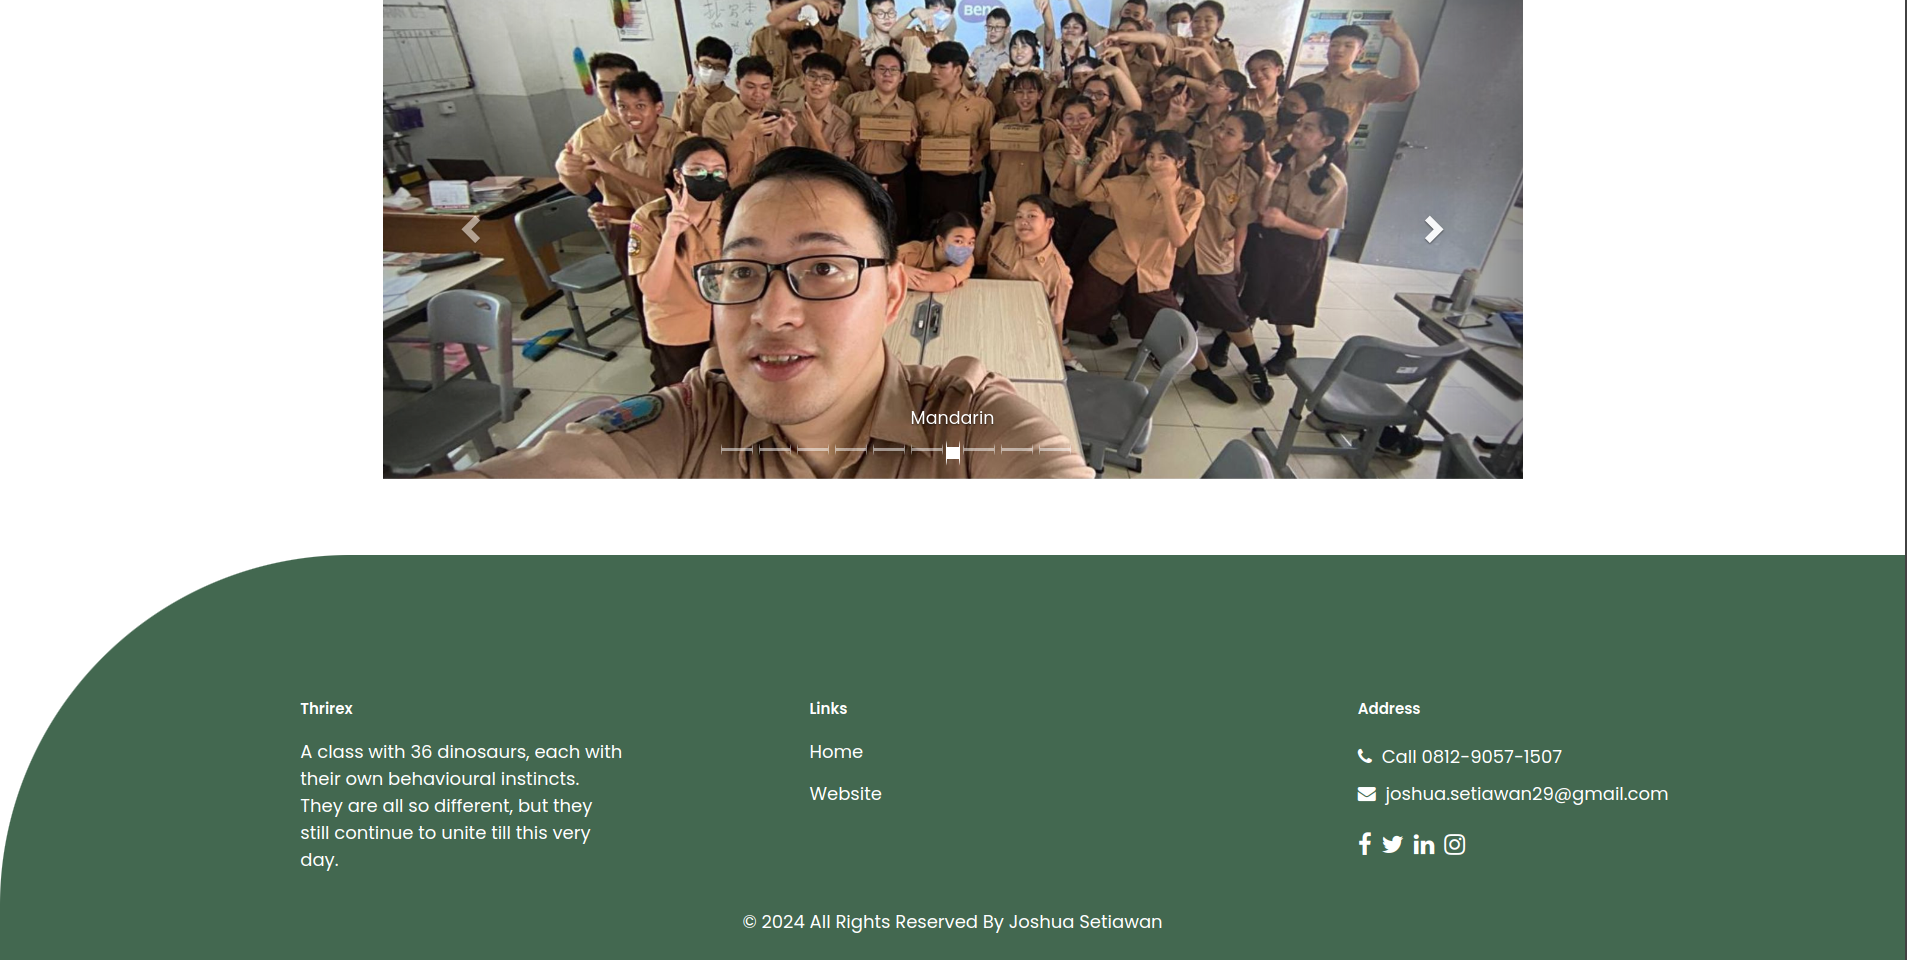 Ben
Mandarin
Thrirex
A class with 36 dinosaurs, each with
their own behavioural instincts.
They are all so different, but they
still continue to unite till this very
day.
Links
Home
Website
Address
Call 0812-9057-1507
joshua.setiawan29@gmail.com
© 2024 All Rights Reserved By Joshua Setiawan